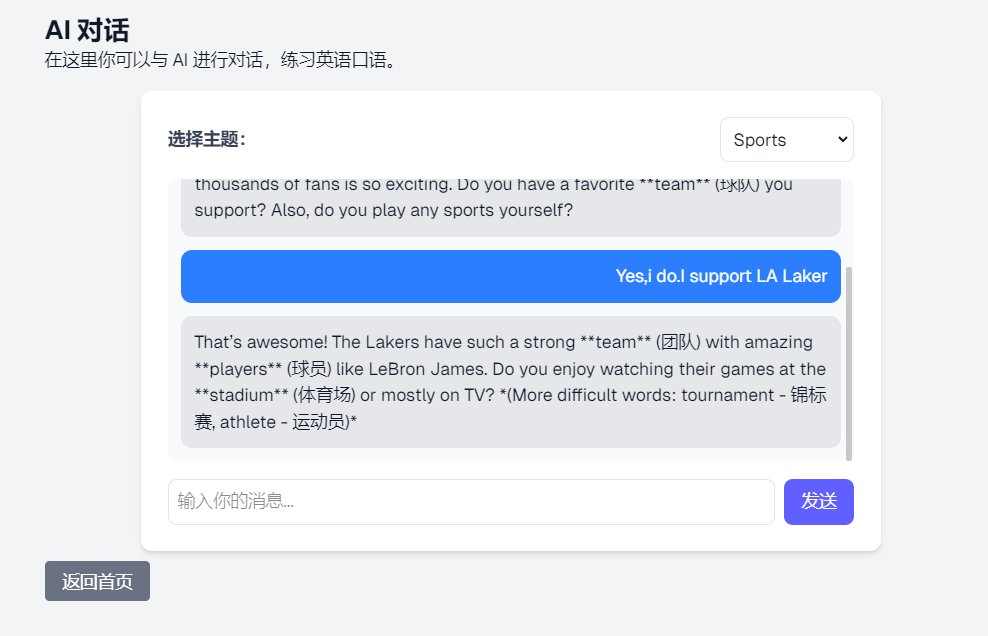 AI 对话
在这里你可以与 AI 进行对话，练习英语口语。
选择主题：
Sports
thousands of fans is so exciting. Do you have a favorite **team** (球队) you
support? Also, do you play any sports yourself?
Yes,i do.I support LA Laker
That's awesome! The Lakers have such a strong **team** (团队) with amazing
**players** (球员) like LeBron James. Do you enjoy watching their games at the
**stadium** (体育场) or mostly on TV? *(More difficult words: tournament - 锦标
赛, athlete - 运动员)*
输入你的消息...
发送
返回首页